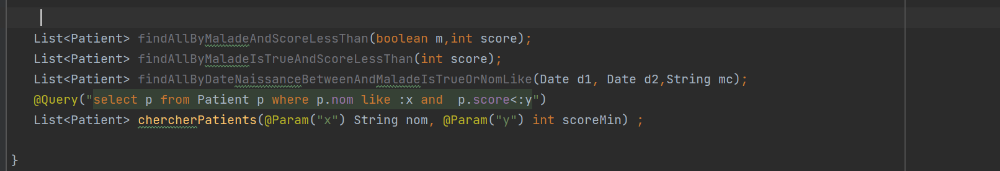 List<Patient> findAllByMaladeAndScoreLessThan(boolean m,int score);
List<Patient> findAllByMaladeIsTrueAndScoreLessThan(int score);
List<Patient> findAllByDateNaissanceBetweenAndMaladeIsTrueOrNomLike(Date d1, Date d2,String mc);
@Query("select p from Patient p where p.nom like :x and  p.score<:y")
List<Patient> chercherPatients(@Param("x") String nom, @Param("y") int scoreMin) ;
}